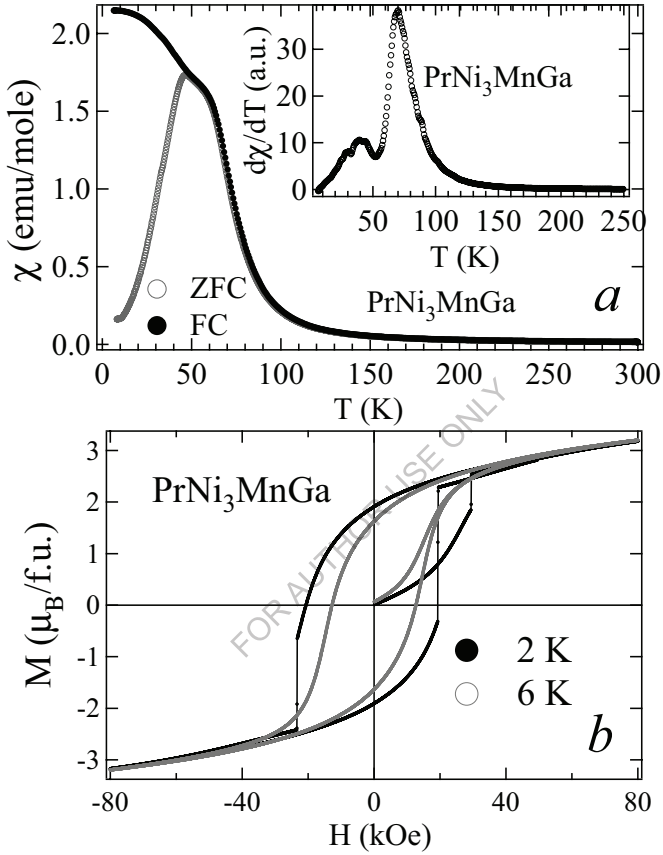 χ (emu/mole)
2.0
1.5
1.0
0.5
0.0
dχ/dT (a.u.)
30
20
10
0
PrNi₃MnGa
50 100 150 200 250
T (K)
ZFC
FC
PrNi₃MnGa
a
0 50 100 150 200 250 300
T (K)
FOR AUTHOR USE ONLY
M (μ_B/f.u.)
3
2
1
0
-1
-2
-3
PrNi₃MnGa
2 K
6 K
b
-80 -40 0 40 80
H (kOe)